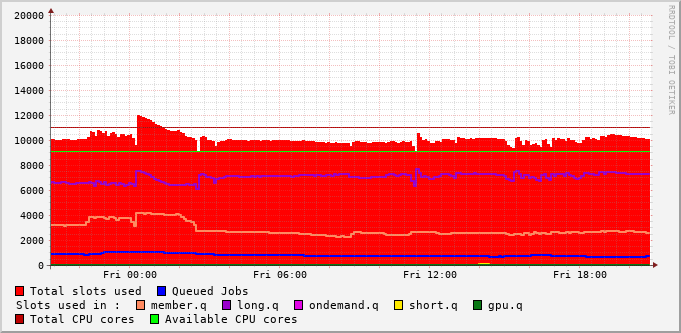 RRDTOOL / TOBI OETIKER
20000
18000
16000
14000
12000
10000
8000
6000
4000
2000
0
Fri 00:00 Fri 06:00 Fri 12:00 Fri 18:00
Total slots used Queued Jobs
Slots used in : member.q long.q ondemand.q short.q gpu.q
Total CPU cores Available CPU cores